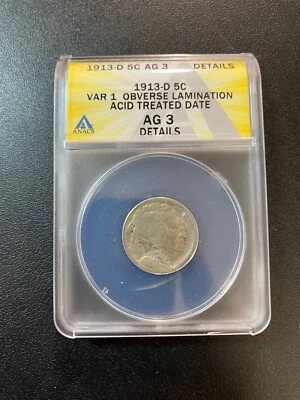 1913-D 5C AG 3 DETAILS
1913-D 5C
VAR 1 OBVERSE LAMINATION
ACID TREATED DATE
AG 3
DETAILS
ANACS